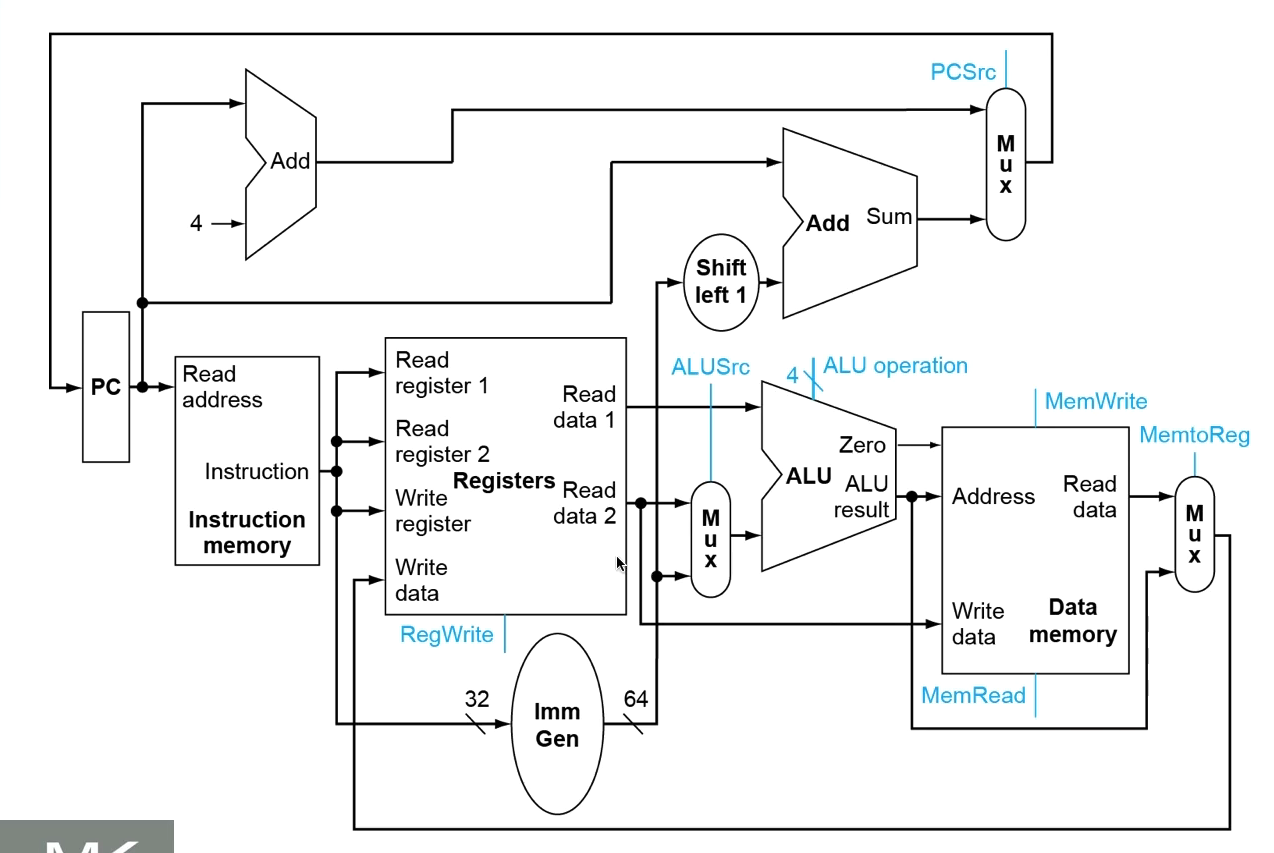 PCSrc
M
u
x
Add
4
Add
Sum
Shift
left 1
PC
Read
address
Instruction
Instruction
memory
Read
register 1
Read
register 2
Registers
Write
register
Write
data
Read
data 1
Read
data 2
RegWrite
ALUSrc
M
u
x
4
ALU operation
Zero
ALU
ALU
result
MemWrite
MemtoReg
Address
Read
data
Write
data
Data
memory
M
u
x
MemRead
32
Imm
Gen
64